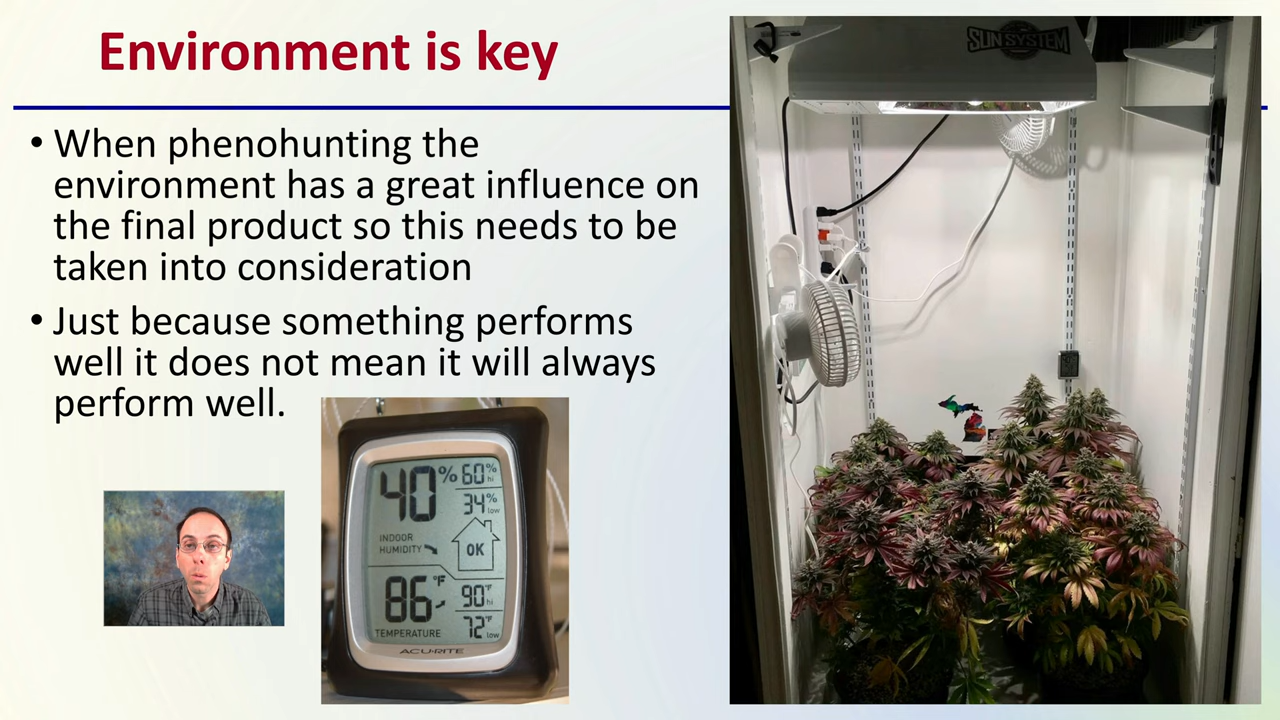 Environment is key
• When phenohunting the
environment has a great influence on
the final product so this needs to be
taken into consideration
• Just because something performs
well it does not mean it will always
perform well.
SUN SYSTEM
40% 60% hi
34% low
INDOOR
HUMIDITY
OK
86°F 90°F hi
72°F low
TEMPERATURE
ACURITE